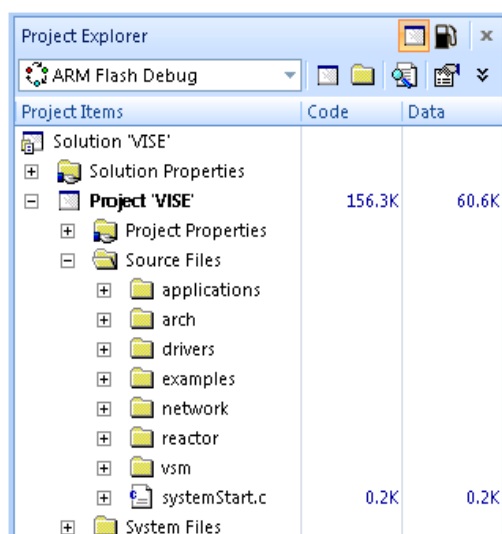 Project Explorer
ARM Flash Debug
Project Items Code Data
Solution 'VISE'
Solution Properties
Project 'VISE' 156.3K 60.6K
Project Properties
Source Files
applications
arch
drivers
examples
network
reactor
vsm
systemStart.c 0.2K 0.2K
System Files